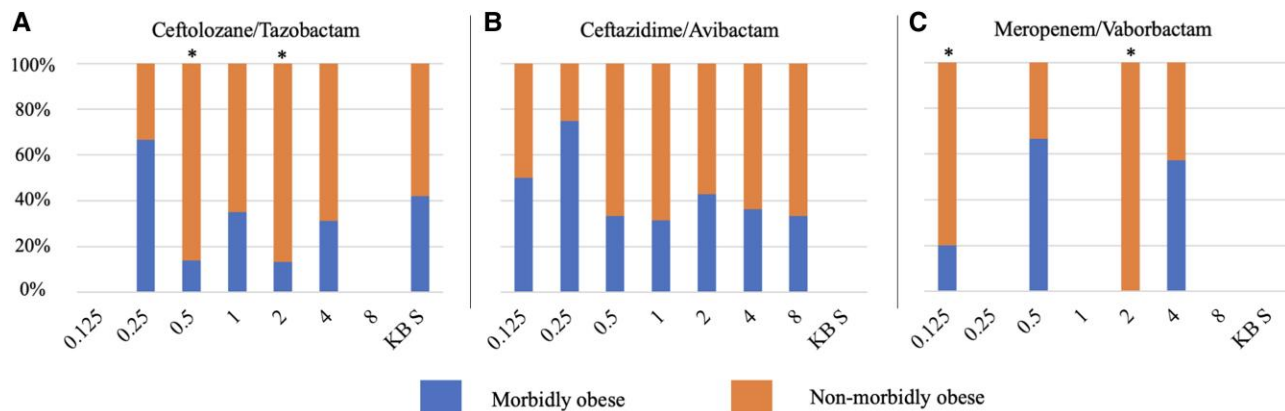 A
Ceftolozane/Tazobactam
* *
100%
80%
60%
40%
20%
0%
0.125 0.25 0.5 1 2 4 8 KB S
B
Ceftazidime/Avibactam
0.125 0.25 0.5 1 2 4 8 KB S
C
Meropenem/Vaborbactam
* *
0.125 0.25 0.5 1 2 4 8 KB S
Morbidly obese
Non-morbidly obese